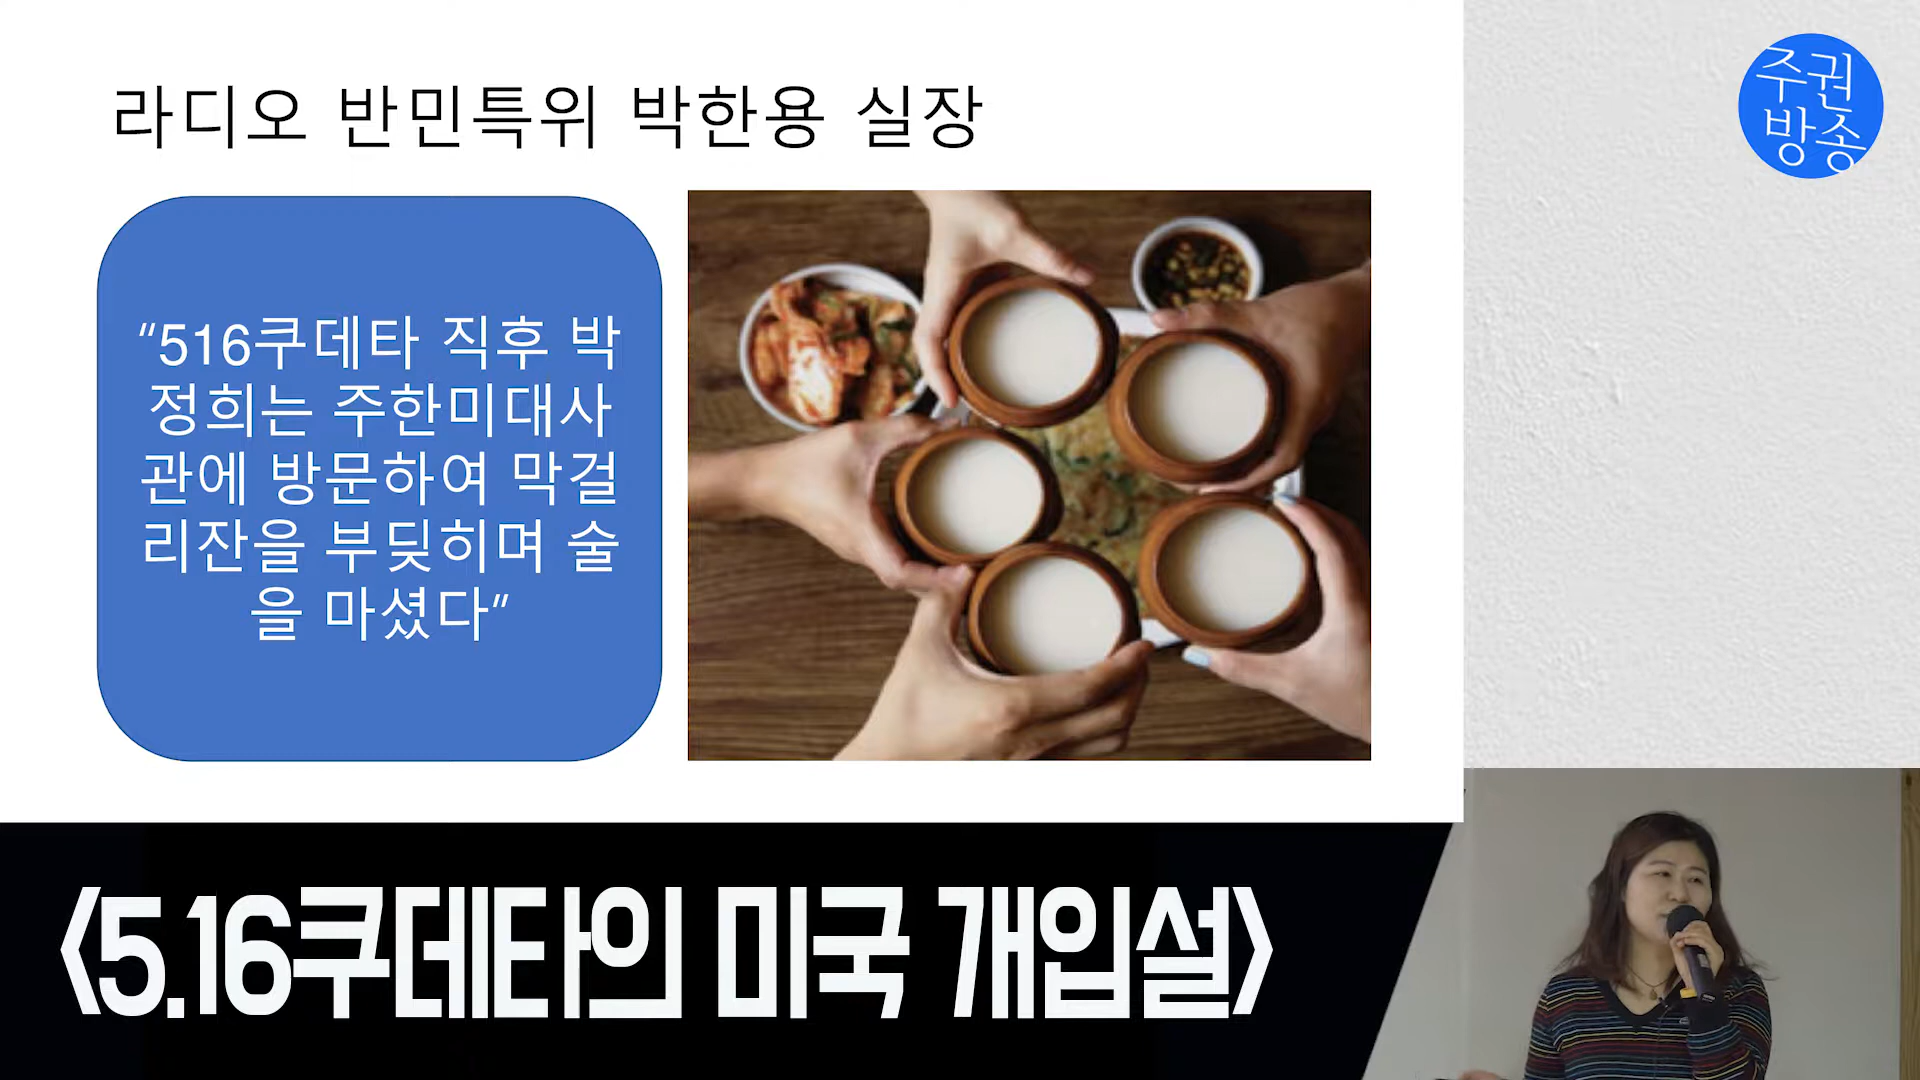 라디오 반민특위 박한용 실장
주권
방송
"516쿠데타 직후 박
정희는 주한미대사
관에 방문하여 막걸
리잔을 부딪히며 술
을 마셨다"
<5.16쿠데타의 미국 개입설>